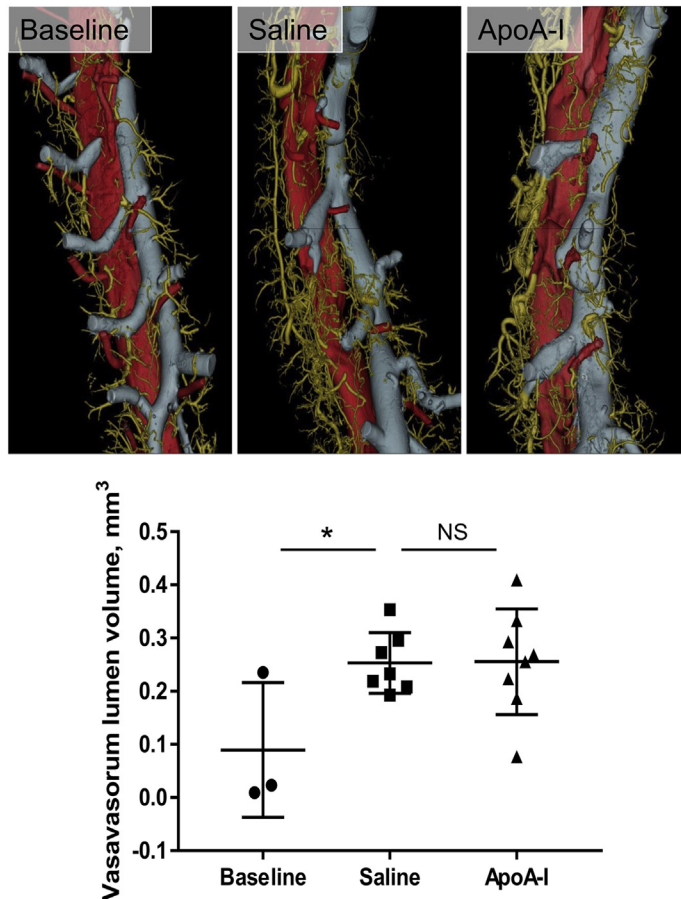 Baseline
Saline
ApoA-I
Vasavasorum lumen volume, mm³
0.5
0.4
0.3
0.2
0.1
0.0
-0.1
*
NS
Baseline
Saline
ApoA-I